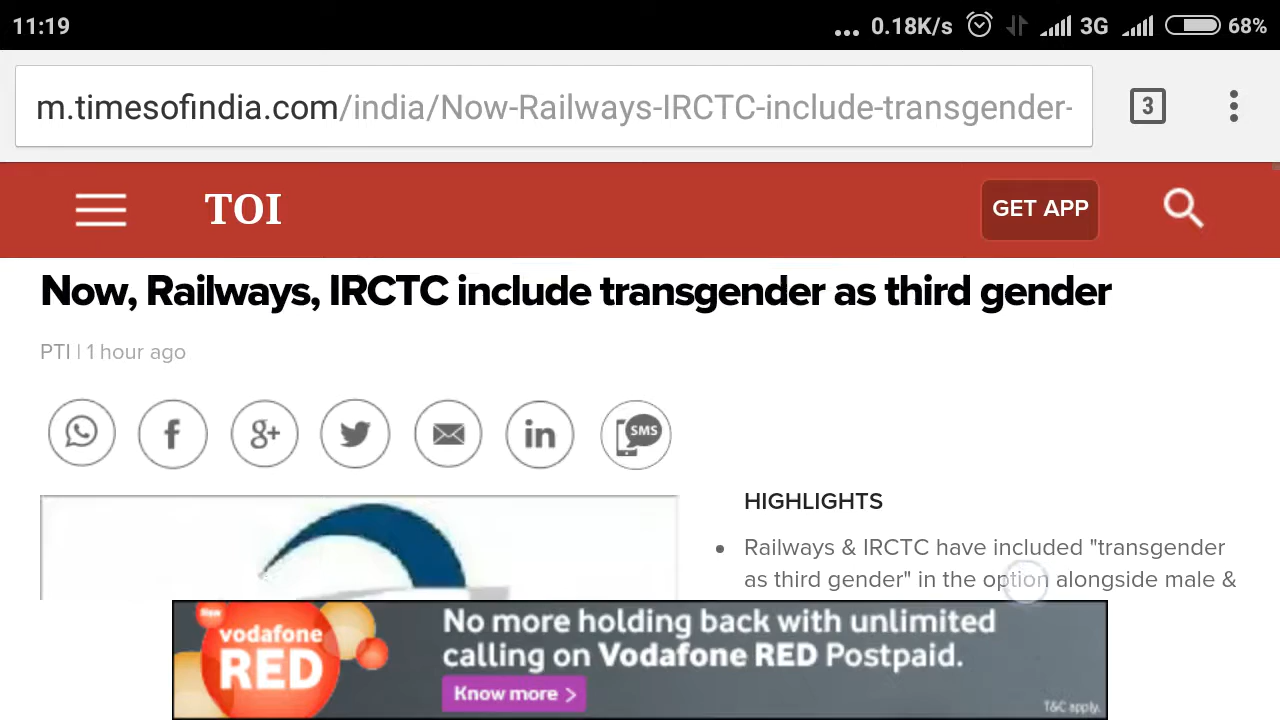 11:19 ... 0.18K/s 3G 68%
m.timesofindia.com/india/Now-Railways-IRCTC-include-transgender-
3
TOI
GET APP
Now, Railways, IRCTC include transgender as third gender
PTI | 1 hour ago
f g+ in SMS
HIGHLIGHTS
• Railways & IRCTC have included "transgender
as third gender" in the option alongside male &
New
vodafone
RED
No more holding back with unlimited
calling on Vodafone RED Postpaid.
Know more >
T&C apply.